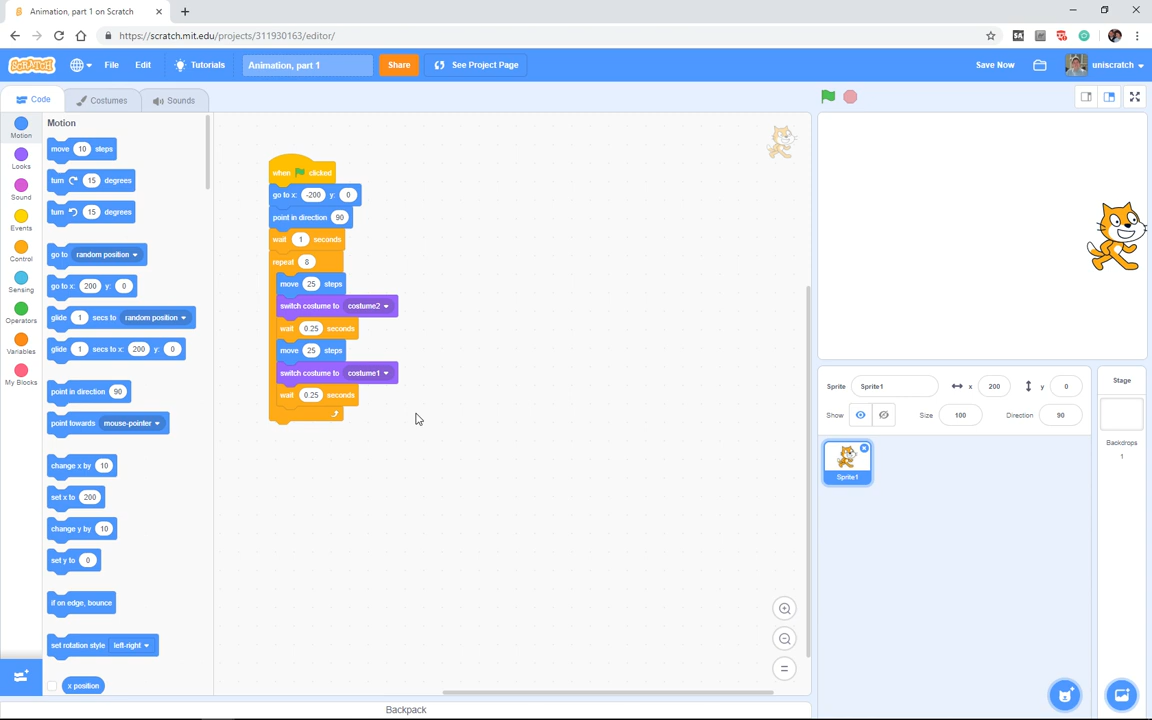 Animation, part 1 on Scratch
https://scratch.mit.edu/projects/311930163/editor/
SCRATCH File Edit Tutorials Animation, part 1 Share See Project Page Save Now uniscratch
Code Costumes Sounds
Motion
Looks
Sound
Events
Control
Sensing
Operators
Variables
My Blocks
Motion
move 10 steps
turn 15 degrees
turn 15 degrees
go to random position
go to x: 200 y: 0
glide 1 secs to random position
glide 1 secs to x: 200 y: 0
point in direction 90
point towards mouse-pointer
change x by 10
set x to 200
change y by 10
set y to 0
if on edge, bounce
set rotation style left-right
x position
when clicked
go to x: -200 y: 0
point in direction 90
wait 1 seconds
repeat 8
move 25 steps
switch costume to costume2
wait 0.25 seconds
move 25 steps
switch costume to costume1
wait 0.25 seconds
Backpack
Sprite Sprite1 x 200 y 0
Show Size 100 Direction 90
Sprite1
Stage
Backdrops
1